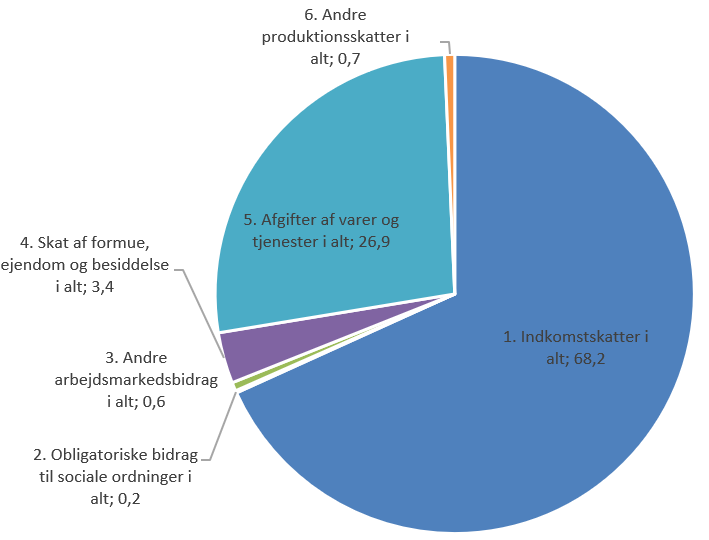 6. Andre
produktionsskatter i
alt; 0,7
5. Afgifter af varer og
tjenester i alt; 26,9
4. Skat af formue,
ejendom og besiddelse
i alt; 3,4
1. Indkomstskatter i
alt; 68,2
3. Andre
arbejdsmarkedsbidrag
i alt; 0,6
2. Obligatoriske bidrag
til sociale ordninger i
alt; 0,2